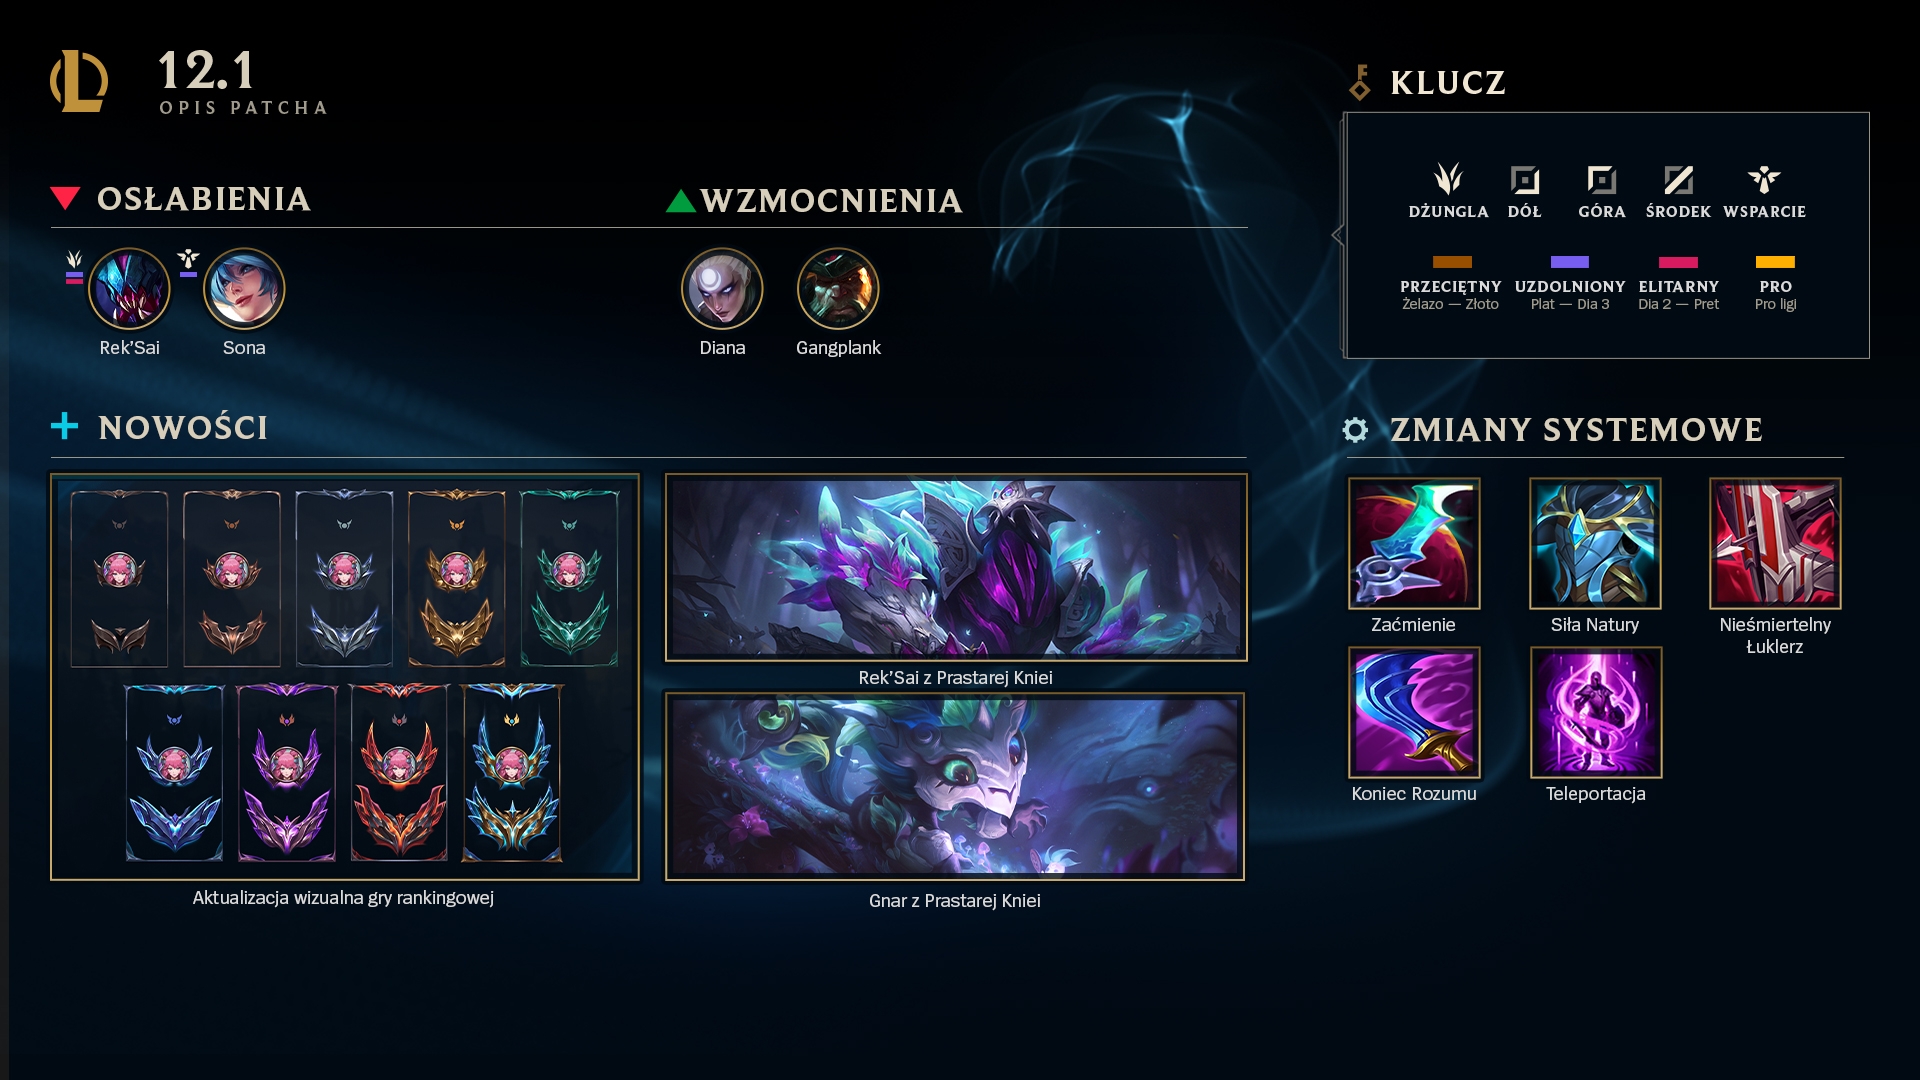 12.1
OPIS PATCHA
KLUCZ
DŻUNGLA DÓŁ GÓRA ŚRODEK WSPARCIE
PRZECIĘTNY UZDOLNIONY ELITARNY PRO
Żelazo — Złoto Plat — Dia 3 Dia 2 — Pret Pro ligi
OSŁABIENIA
WZMOCNIENIA
Rek’Sai Sona
Diana Gangplank
NOWOŚCI
Aktualizacja wizualna gry rankingowej
Rek’Sai z Prastarej Kniei
Gnar z Prastarej Kniei
ZMIANY SYSTEMOWE
Zaćmienie Siła Natury Nieśmiertelny
Łuklerz
Koniec Rozumu Teleportacja